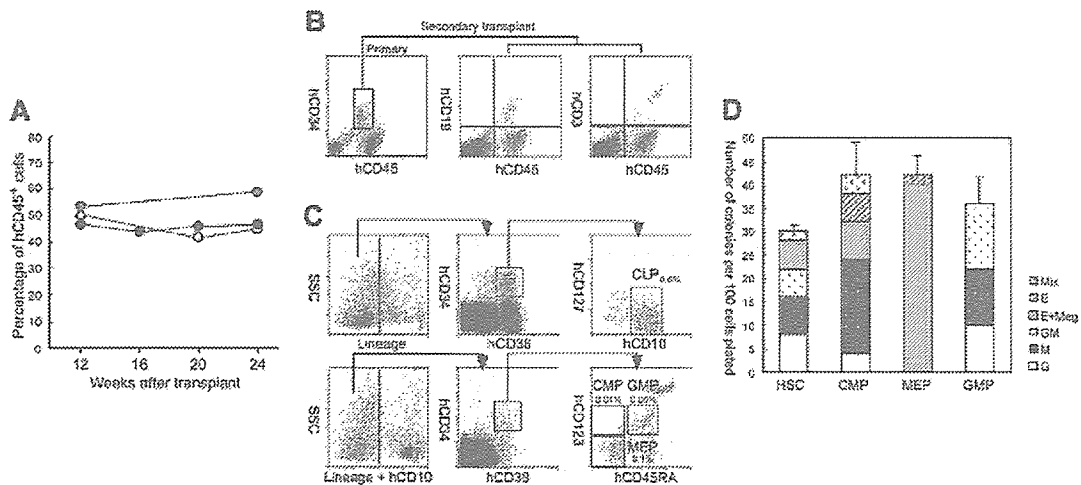 A
Percentage of hCD45+ cells
80
70
60
50
40
30
20
10
0
12
16
20
24
Weeks after transplant
B
Secondary transplant
Primary
hCD34
hCD45
hCD19
hCD45
hCD3
hCD45
C
SSC
Lineage
hCD34
hCD38
hCD127
CLP
hCD10
SSC
Lineage + hCD10
hCD34
hCD38
hCD123
CMP
GMP
MEP
hCD45RA
D
Number of colonies per 100 cells plated
50
45
40
35
30
25
20
15
10
5
0
HSC
CMP
MEP
GMP
Mix
E
E+Meg
GM
M
G